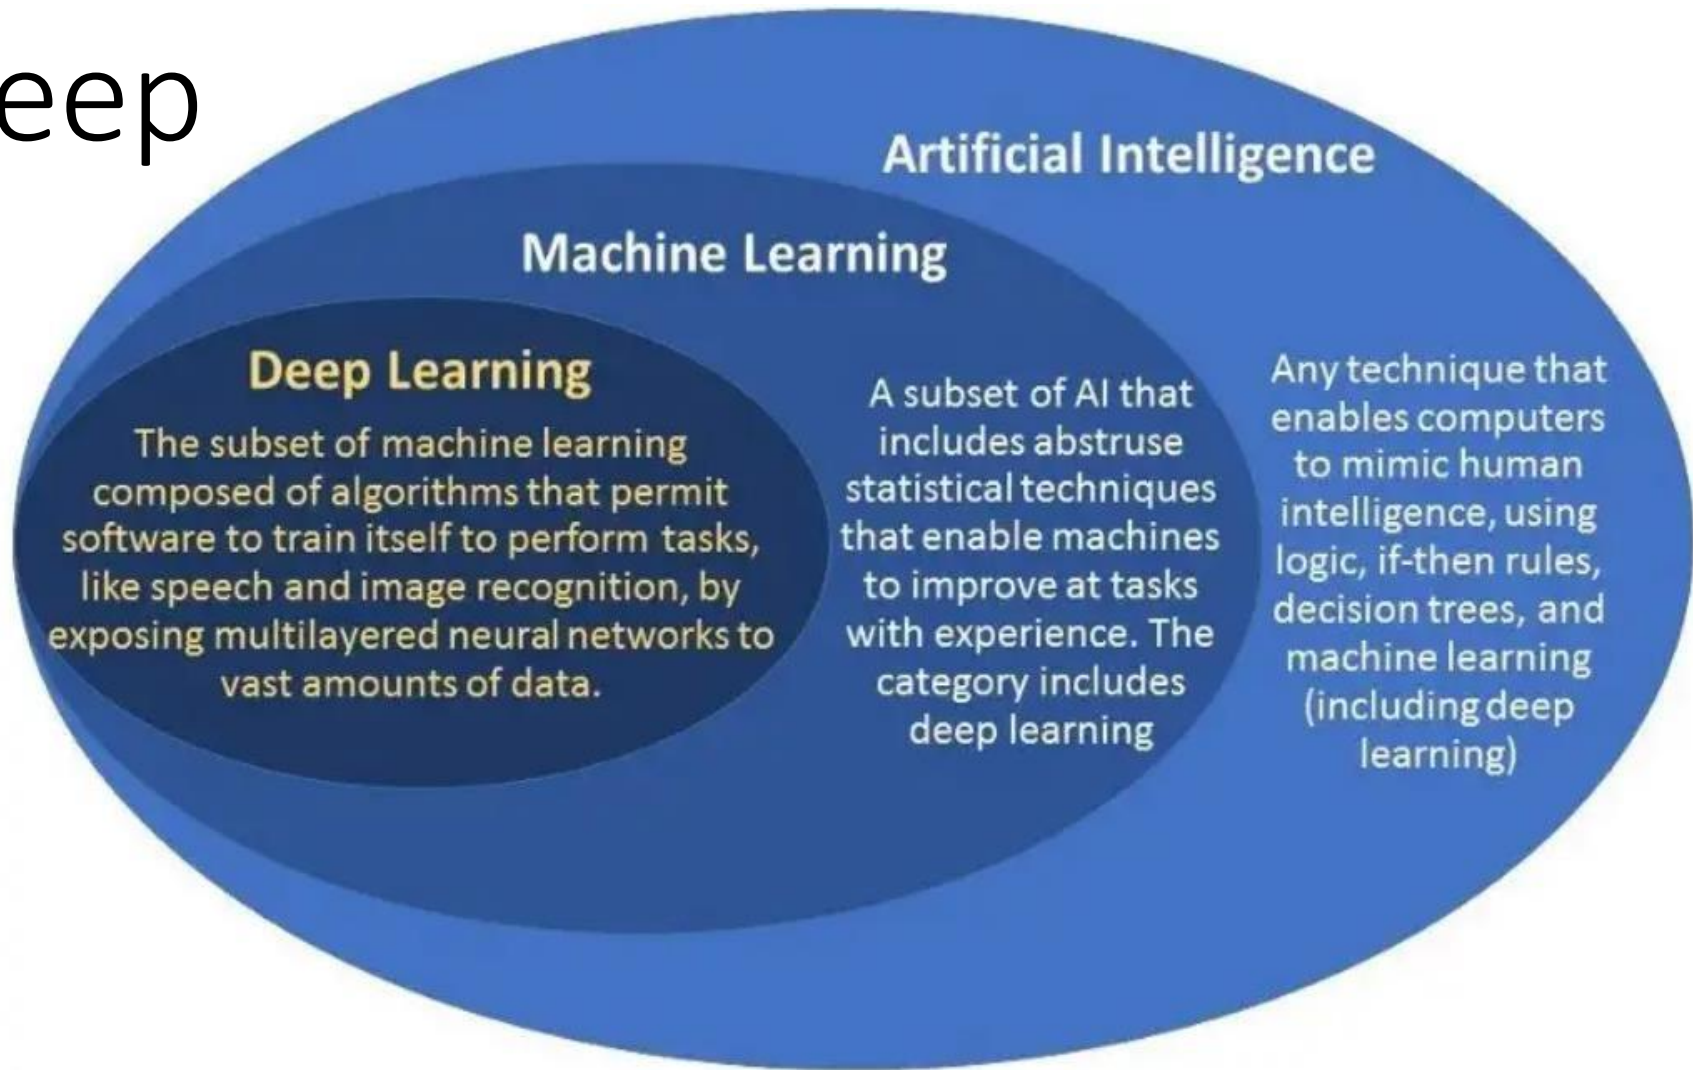 eep
Artificial Intelligence
Machine Learning
Deep Learning
The subset of machine learning
composed of algorithms that permit
software to train itself to perform tasks,
like speech and image recognition, by
exposing multilayered neural networks to
vast amounts of data.
A subset of AI that
includes abstruse
statistical techniques
that enable machines
to improve at tasks
with experience. The
category includes
deep learning
Any technique that
enables computers
to mimic human
intelligence, using
logic, if-then rules,
decision trees, and
machine learning
(including deep
learning)